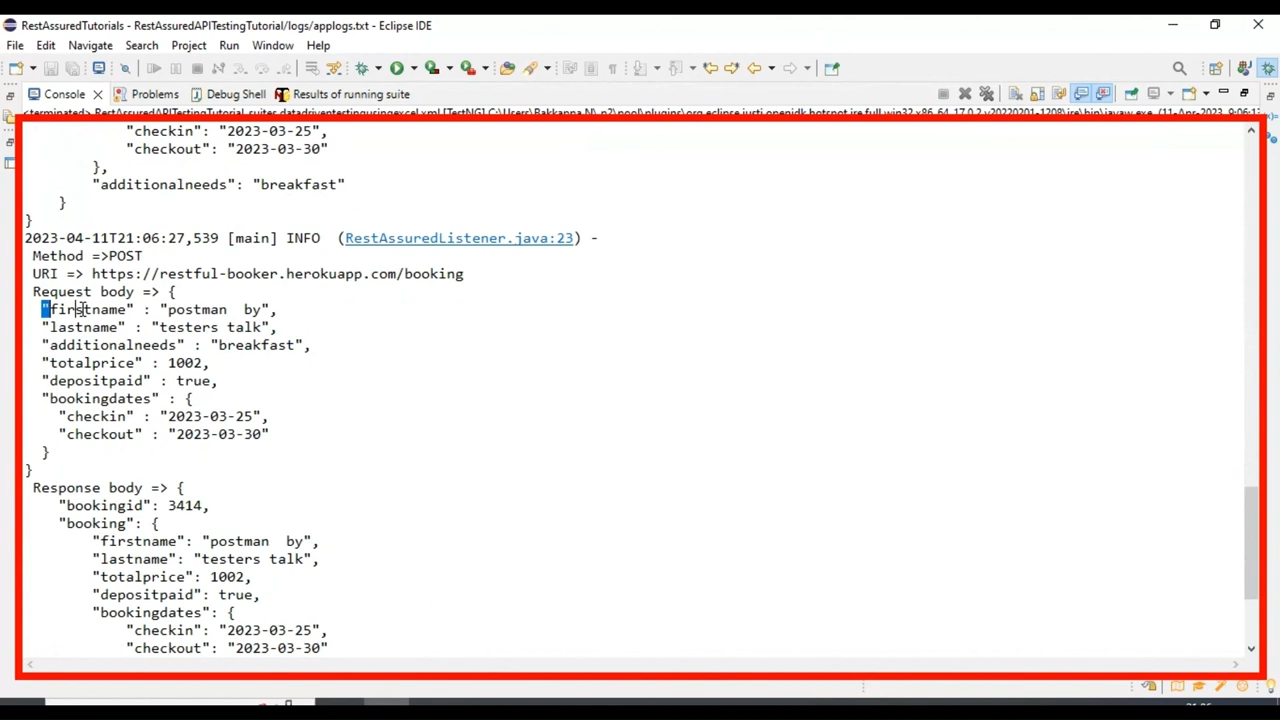 RestAssuredTutorials - RestAssuredAPITestingTutorial/logs/applogs.txt - Eclipse IDE
File Edit Navigate Search Project Run Window Help
Console Problems Debug Shell Results of running suite
"checkin": "2023-03-25",
"checkout": "2023-03-30"
},
"additionalneeds": "breakfast"
}
}
2023-04-11T21:06:27,539 [main] INFO (RestAssuredListener.java:23) -
Method =>POST
URI => https://restful-booker.herokuapp.com/booking
Request body => {
"firstname" : "postman  by",
"lastname" : "testers talk",
"additionalneeds" : "breakfast",
"totalprice" : 1002,
"depositpaid" : true,
"bookingdates" : {
"checkin" : "2023-03-25",
"checkout" : "2023-03-30"
}
}
Response body => {
"bookingid": 3414,
"booking": {
"firstname": "postman  by",
"lastname": "testers talk",
"totalprice": 1002,
"depositpaid": true,
"bookingdates": {
"checkin": "2023-03-25",
"checkout": "2023-03-30"